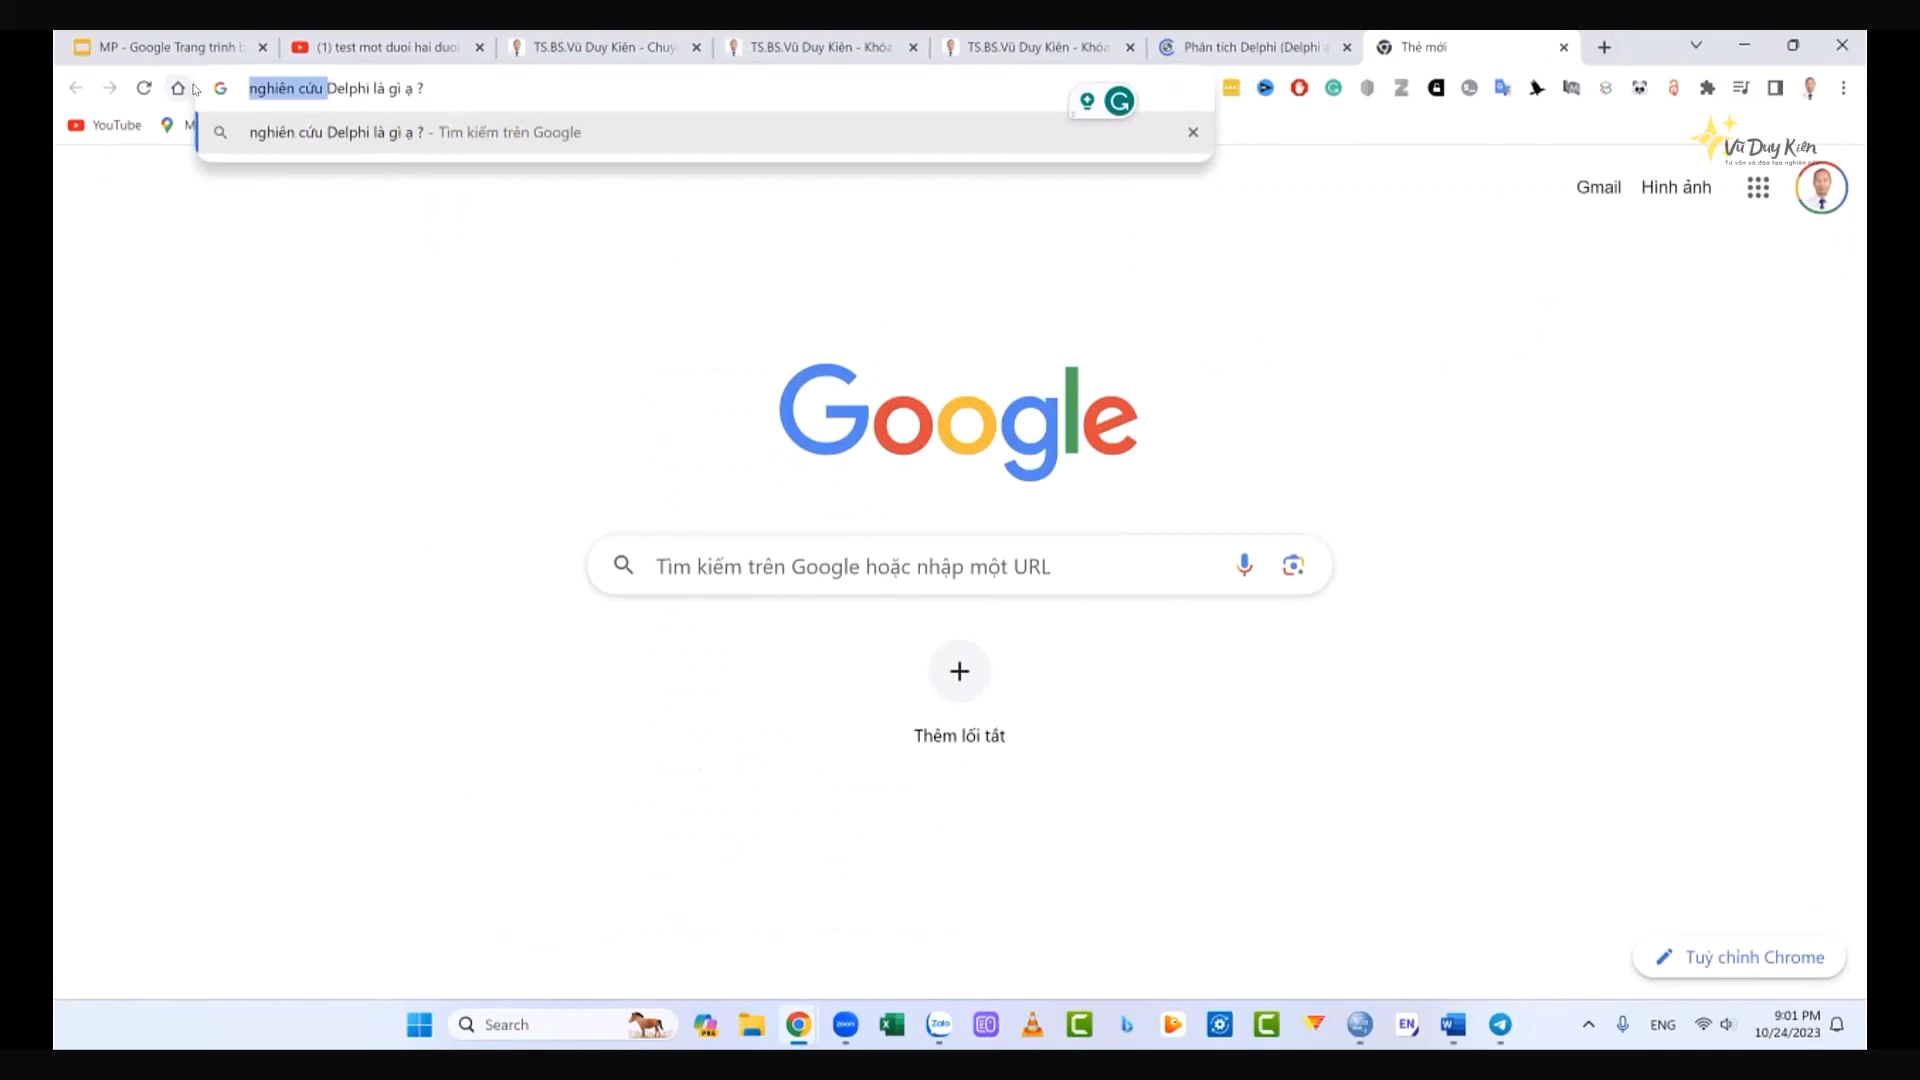 MP - Google Trang trình b
(1) test mot duoi hai duoi
TS.BS.Vũ Duy Kiên - Chuy
TS.BS.Vũ Duy Kiên - Khóa
TS.BS.Vũ Duy Kiên - Khóa
Phân tích Delphi (Delphi a
Thẻ mới
nghiên cứu Delphi là gì ạ ?
YouTube
M
nghiên cứu Delphi là gì ạ ? - Tìm kiếm trên Google
Vũ Duy Kiên
Gmail
Hình ảnh
Google
Tìm kiếm trên Google hoặc nhập một URL
Thêm lối tắt
Tuỳ chỉnh Chrome
Search
zoom
Zalo
EN
ENG
9:01 PM
10/24/2023